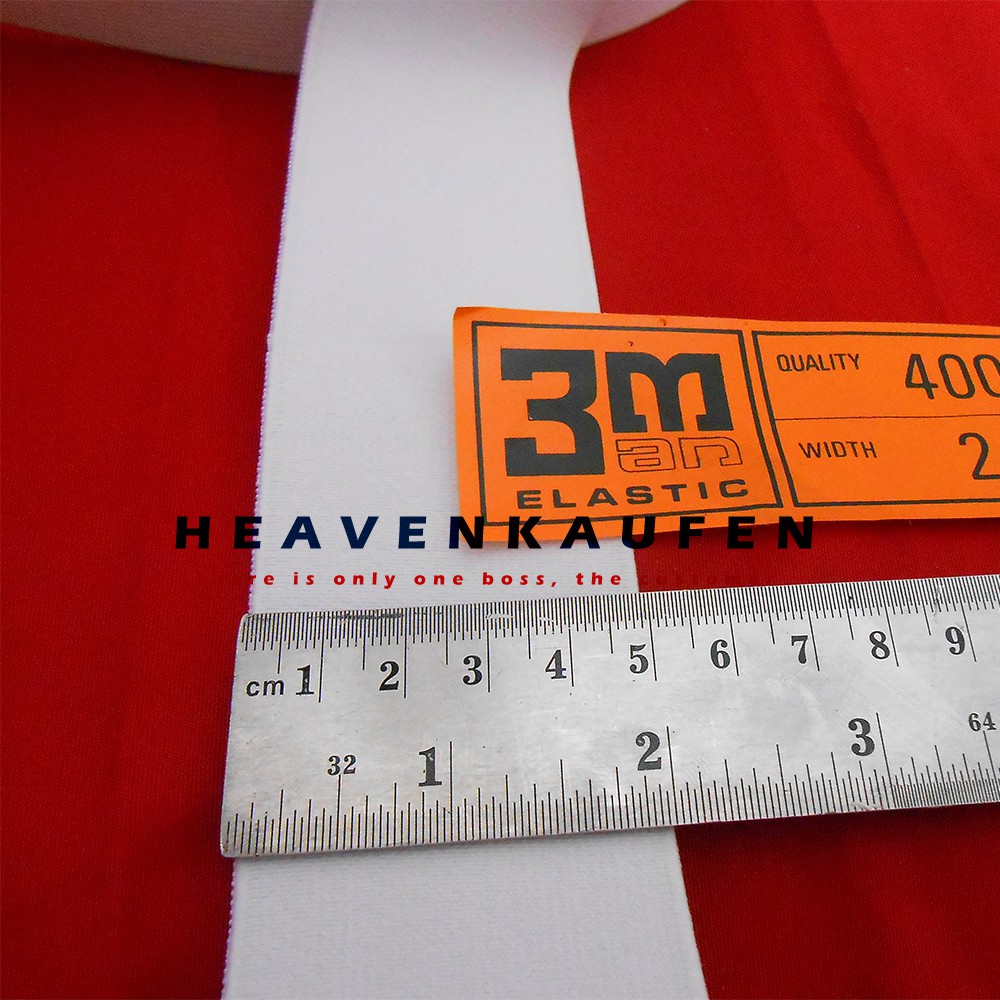 3m
an
ELASTIC
QUALITY 400
WIDTH 2
HEAVENKAUFEN
re is only one boss, the
cm 1 2 3 4 5 6 7 8 9
32 1 2 3 64